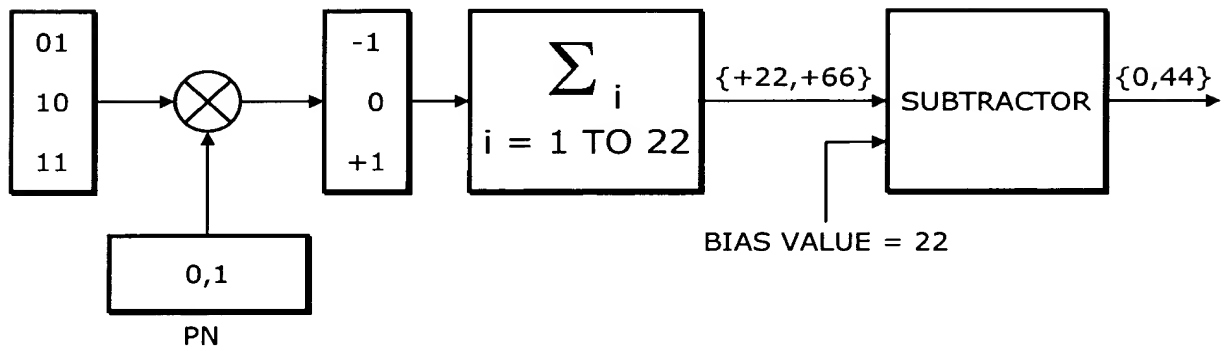 01
10
11
0,1
PN
-1
0
+1
Σ i
i = 1 TO 22
{+22,+66}
SUBTRACTOR
BIAS VALUE = 22
{0,44}